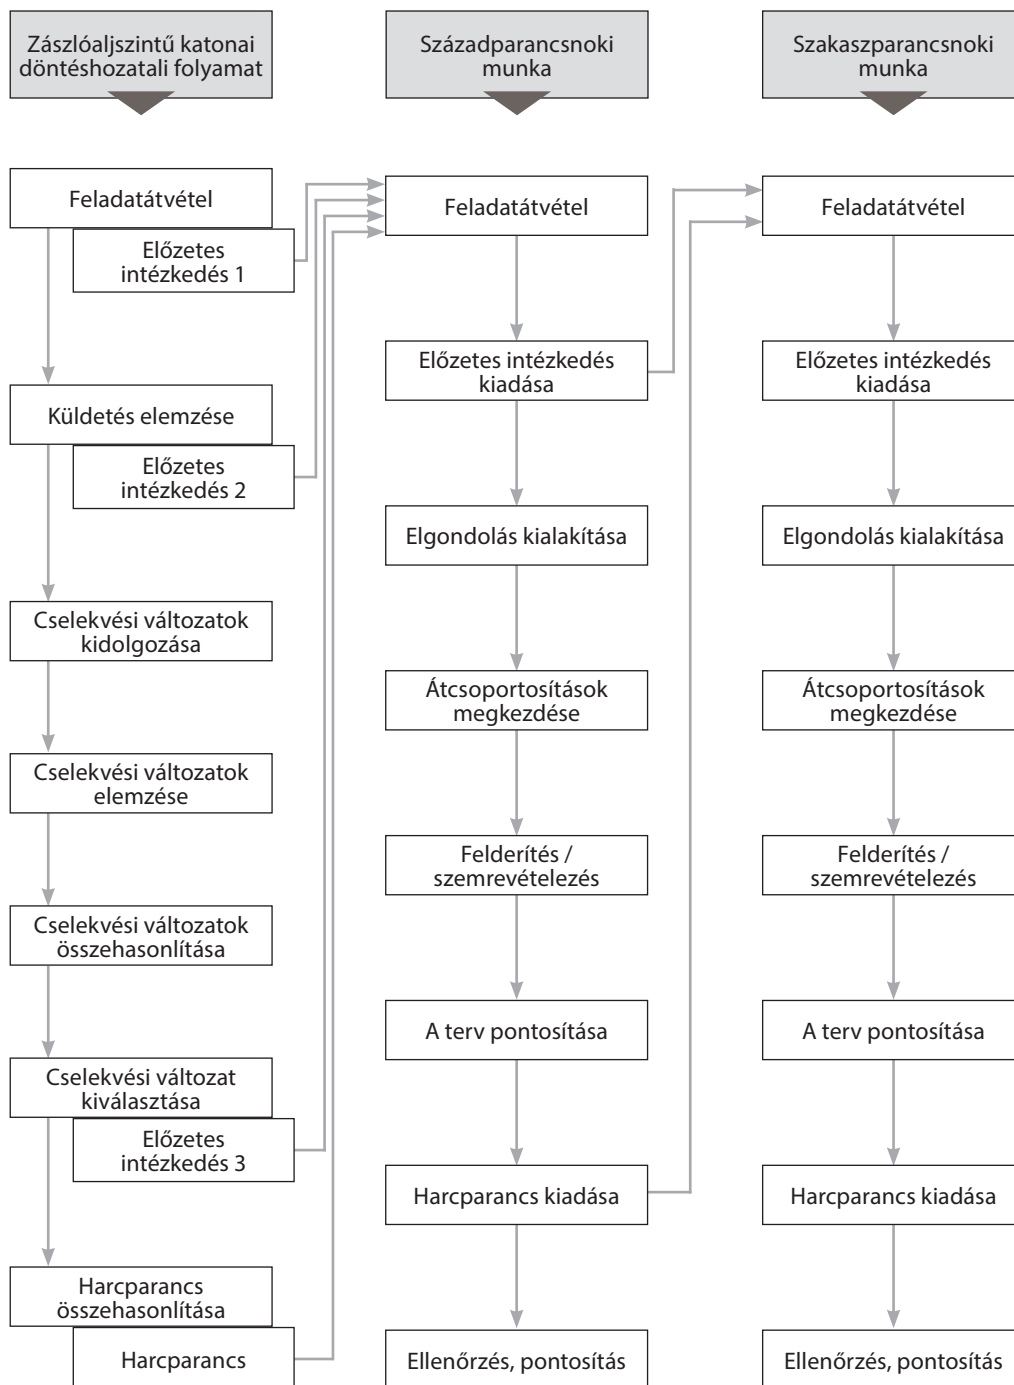 Zászlóaljszintű katonai
döntéshozatali folyamat
Feladatátvétel
Előzetes
intézkedés 1
Küldetés elemzése
Előzetes
intézkedés 2
Cselekvési változatok
kidolgozása
Cselekvési változatok
elemzése
Cselekvési változatok
összehasonlítása
Cselekvési változat
kiválasztása
Előzetes
intézkedés 3
Harcparancs
összehasonlítása
Harcparancs
Századparancsnoki
munka
Feladatátvétel
Előzetes intézkedés
kiadása
Elgondolás kialakítása
Átcsoportosítások
megkezdése
Felderítés /
szemrevételezés
A terv pontosítása
Harcparancs kiadása
Ellenőrzés, pontosítás
Szakaszparancsnoki
munka
Feladatátvétel
Előzetes intézkedés
kiadása
Elgondolás kialakítása
Átcsoportosítások
megkezdése
Felderítés /
szemrevételezés
A terv pontosítása
Harcparancs kiadása
Ellenőrzés, pontosítás